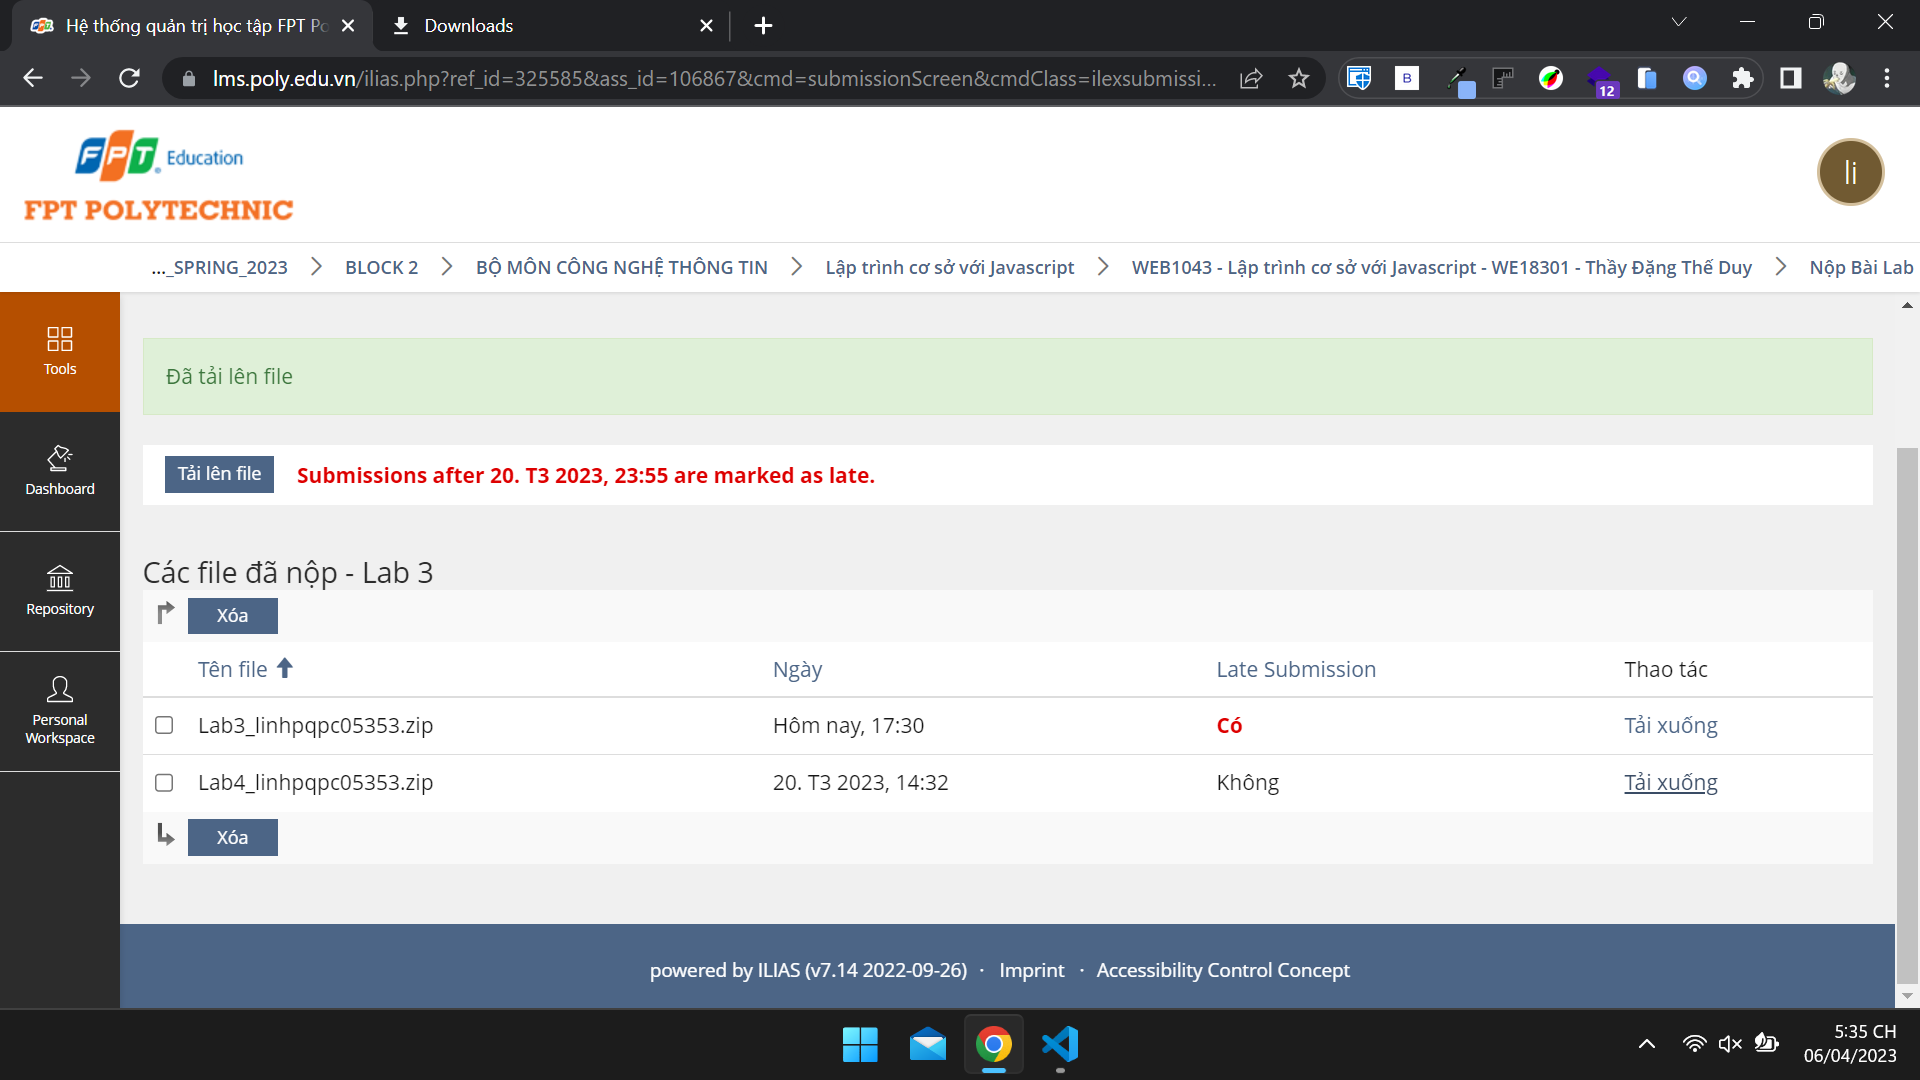 Hệ thống quản trị học tập FPT Po
Downloads
lms.poly.edu.vn/ilias.php?ref_id=325585&ass_id=106867&cmd=submissionScreen&cmdClass=ilexsubmissi...
B
12
FPT Education
FPT POLYTECHNIC
li
..._SPRING_2023
BLOCK 2
BỘ MÔN CÔNG NGHỆ THÔNG TIN
Lập trình cơ sở với Javascript
WEB1043 - Lập trình cơ sở với Javascript - WE18301 - Thầy Đặng Thế Duy
Nộp Bài Lab
Tools
Dashboard
Repository
Personal
Workspace
Đã tải lên file
Tải lên file
Submissions after 20. T3 2023, 23:55 are marked as late.
Các file đã nộp - Lab 3
Xóa
Tên file
Ngày
Late Submission
Thao tác
Lab3_linhpqpc05353.zip
Hôm nay, 17:30
Có
Tải xuống
Lab4_linhpqpc05353.zip
20. T3 2023, 14:32
Không
Tải xuống
Xóa
powered by ILIAS (v7.14 2022-09-26) · Imprint · Accessibility Control Concept
5:35 CH
06/04/2023